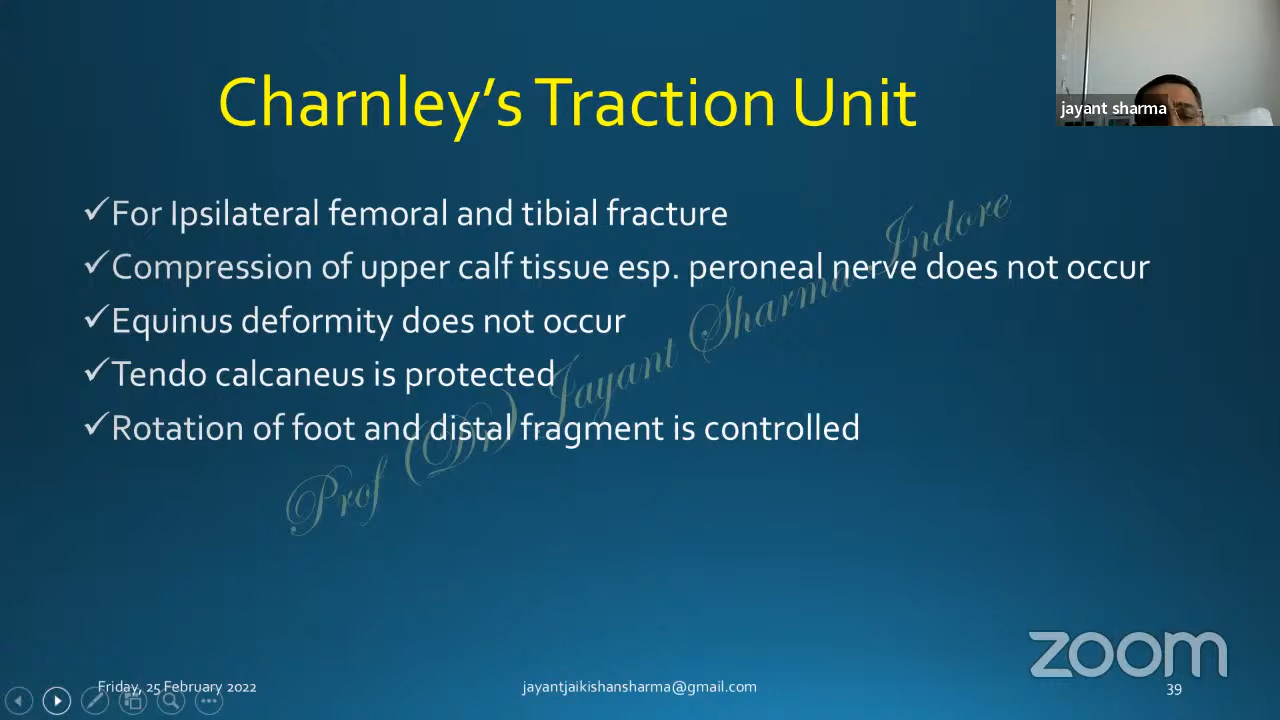 Charnley's Traction Unit
jayant sharma
✓For Ipsilateral femoral and tibial fracture
✓Compression of upper calf tissue esp. peroneal nerve does not occur
✓Equinus deformity does not occur
✓Tendo calcaneus is protected
✓Rotation of foot and distal fragment is controlled
Prof (Dr) Jayant Sharma Indore
zoom
Friday, 25 February 2022
jayantjaikishansharma@gmail.com
39